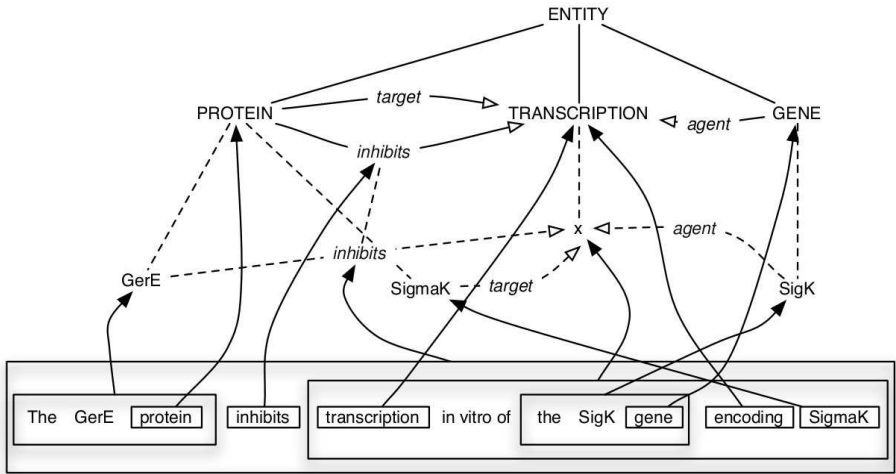 ENTITY
PROTEIN target TRANSCRIPTION agent GENE
inhibits
x agent
inhibits
GerE SigmaK target SigK
The GerE protein inhibits transcription in vitro of the SigK gene encoding SigmaK